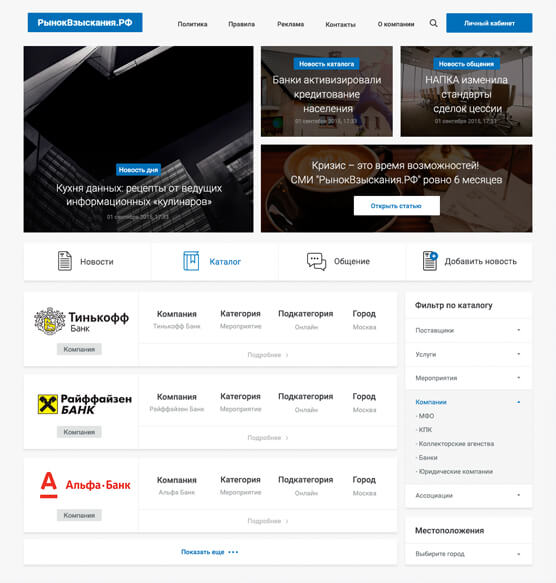 РынокВзыскания.РФ
Политика
Правила
Реклама
Контакты
О компании
Личный кабинет
Новость дня
Кухня данных: рецепты от ведущих
информационных «кулинаров»
01 сентября 2015, 17:33
Новость каталога
Банки активизировали
кредитование
населения
01 сентября 2015, 17:33
Новость общения
НАПКА изменила
стандарты
сделок цессии
01 сентября 2015, 17:31
Кризис – это время возможностей!
СМИ "РынокВзыскания.РФ" ровно 6 месяцев
Открыть статью
Новости
Каталог
Общение
Добавить новость
Тинькофф
Банк
Компания
Компания
Категория
Подкатегория
Город
Тинькофф Банк
Мероприятие
Онлайн
Москва
Подробнее
Райффайзен
БАНК
Компания
Компания
Категория
Подкатегория
Город
Рейффайзен Банк
Мероприятие
Онлайн
Москва
Подробнее
Альфа·Банк
Компания
Компания
Категория
Подкатегория
Город
Альфа Банк
Мероприятие
Онлайн
Москва
Подробнее
Показать еще
Фильтр по каталогу
Поставщики
Услуги
Мероприятия
Компании
· МФО
· КПК
· Коллекторские агенства
· Банки
· Юридические компании
Ассоциации
Местоположения
Выбирите город